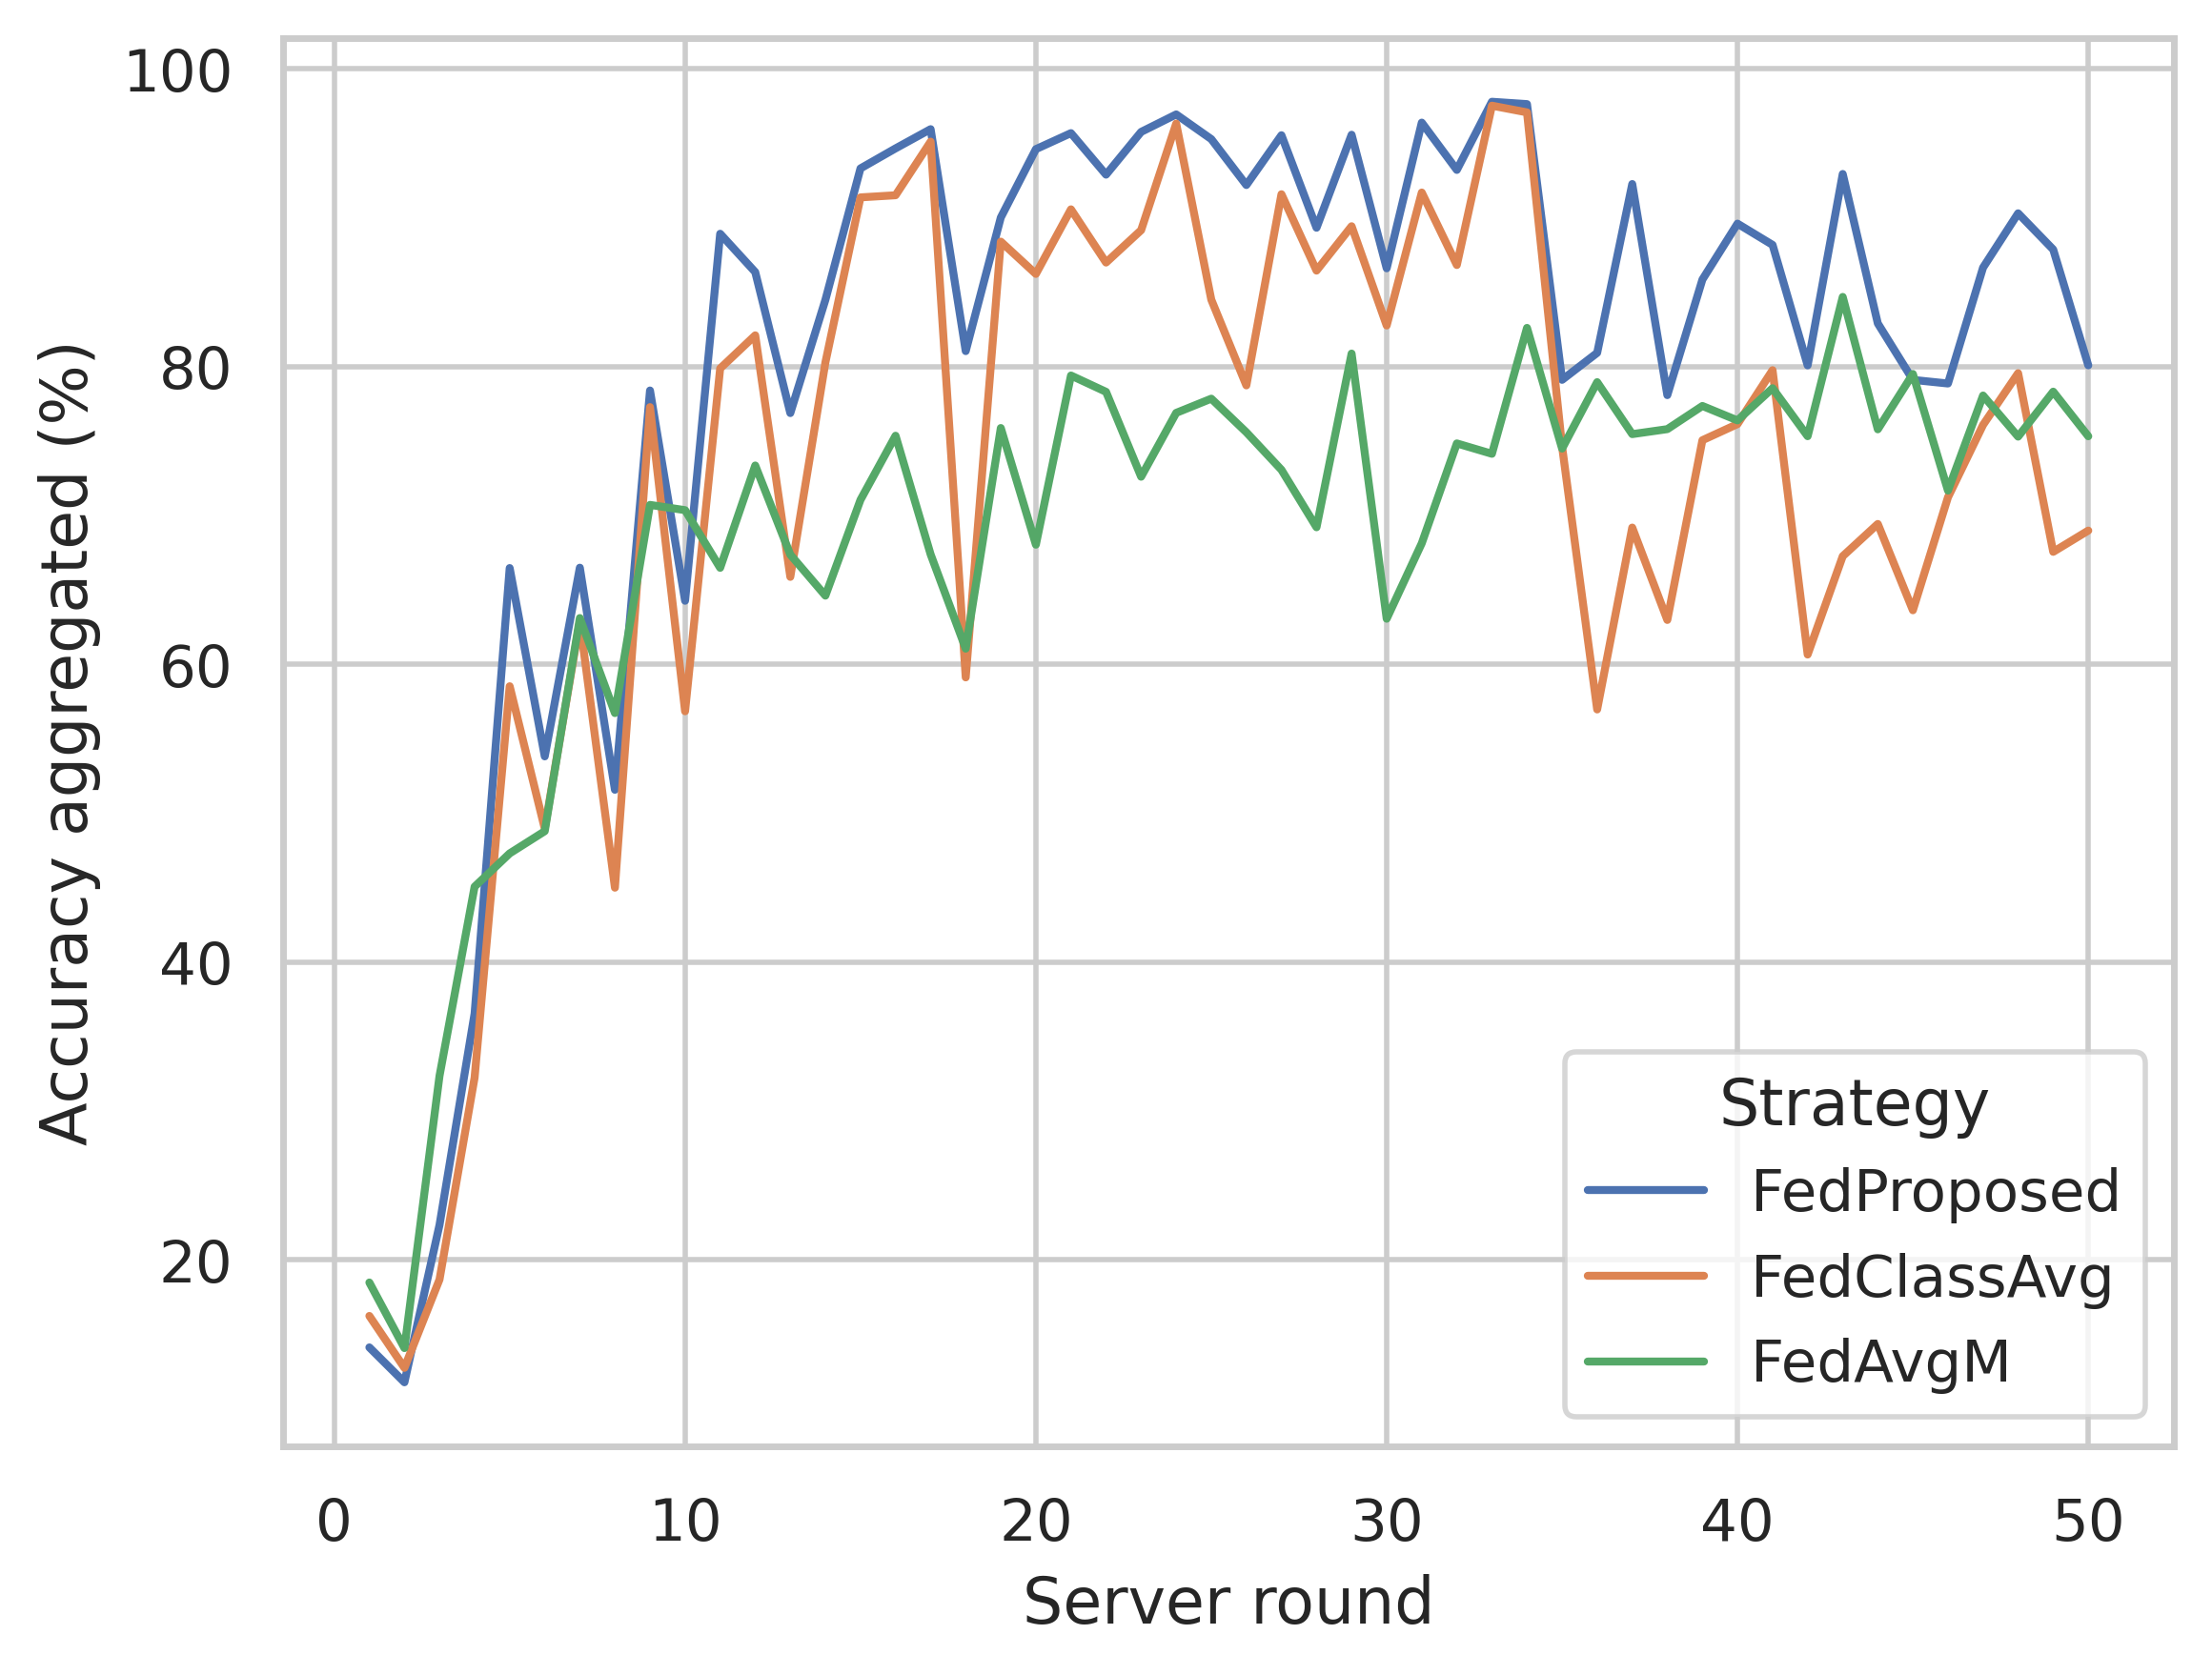 Accuracy aggregated (%)
100
80
60
40
20
0 10 20 30 40 50
Server round
Strategy
FedProposed
FedClassAvg
FedAvgM